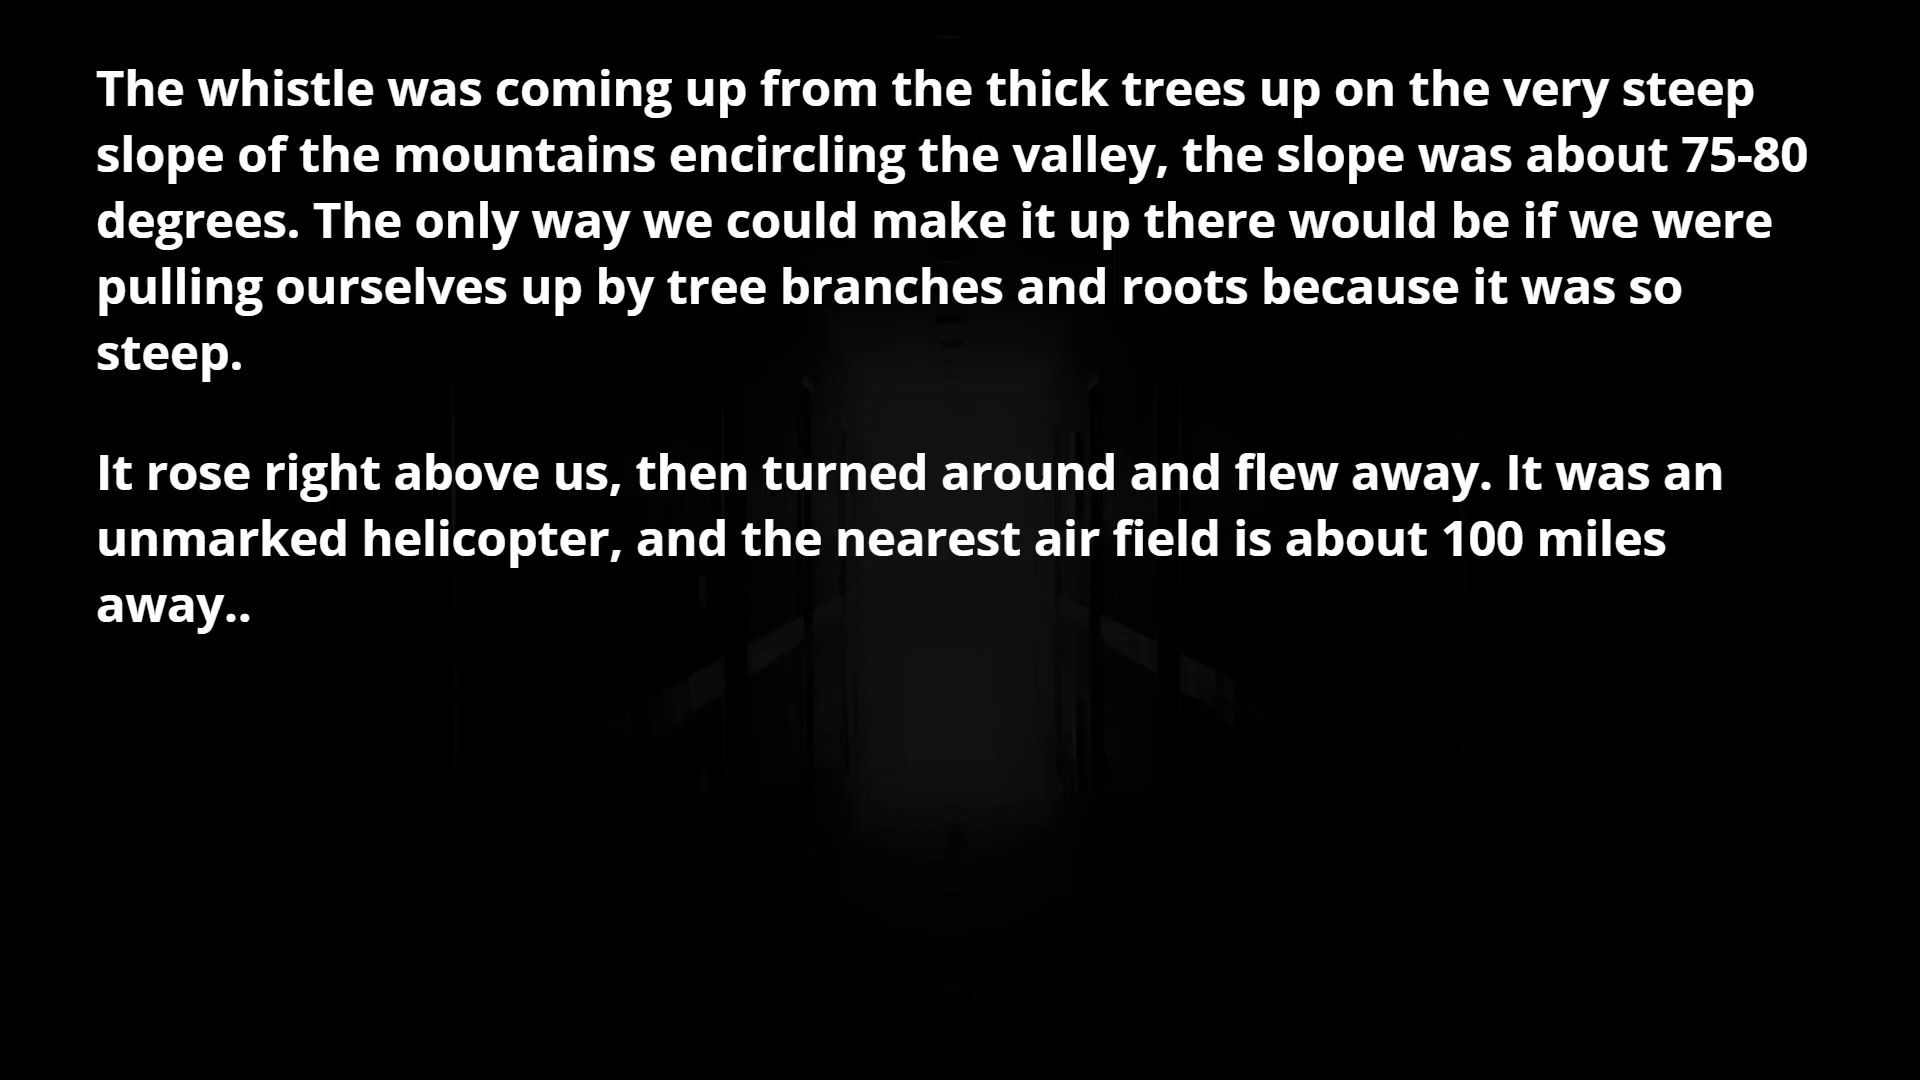 The whistle was coming up from the thick trees up on the very steep
slope of the mountains encircling the valley, the slope was about 75-80
degrees. The only way we could make it up there would be if we were
pulling ourselves up by tree branches and roots because it was so
steep.
It rose right above us, then turned around and flew away. It was an
unmarked helicopter, and the nearest air field is about 100 miles
away..